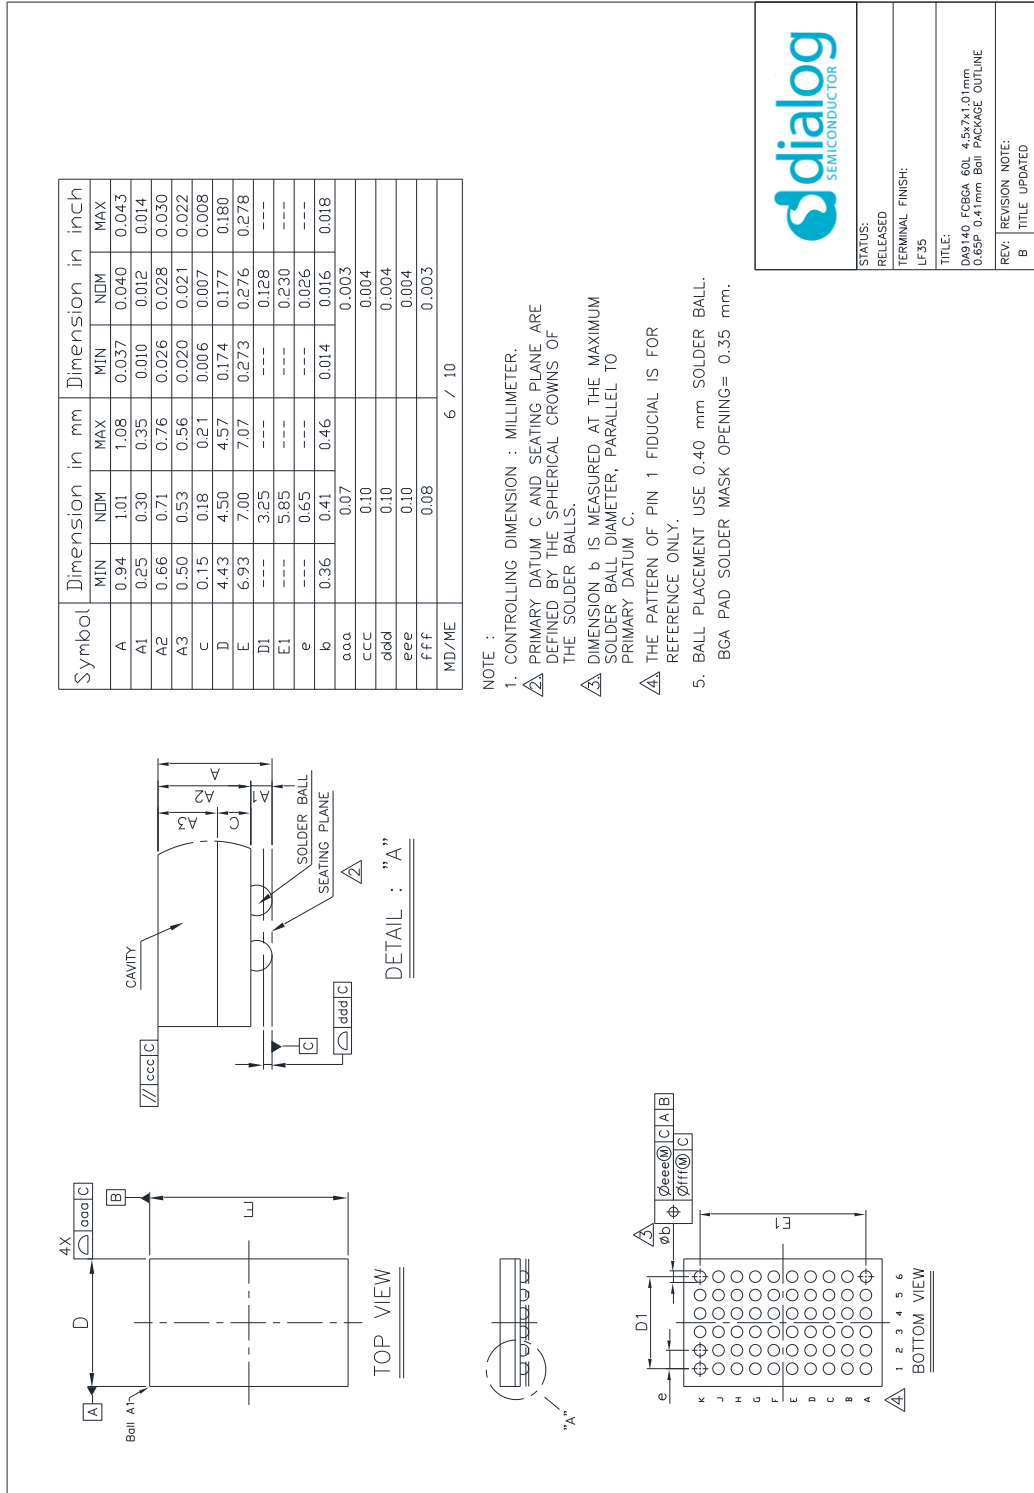 4X
aaa C
D
A
B
Ball A1
E
TOP VIEW
"A"
// ccc C
CAVITY
A3
A2
A
C
A1
SOLDER BALL
SEATING PLANE
2
C
ddd C
DETAIL : "A"
3
Øb
Øeee Ⓜ C A B
Øfff Ⓜ C
D1
e
E1
K
J
H
G
F
E
D
C
B
A
1 2 3 4 5 6
4
BOTTOM VIEW
Symbol Dimension in mm Dimension in inch
MIN NOM MAX MIN NOM MAX
A 0.94 1.01 1.08 0.037 0.040 0.043
A1 0.25 0.30 0.35 0.010 0.012 0.014
A2 0.66 0.71 0.76 0.026 0.028 0.030
A3 0.50 0.53 0.56 0.020 0.021 0.022
c 0.15 0.18 0.21 0.006 0.007 0.008
D 4.43 4.50 4.57 0.174 0.177 0.180
E 6.93 7.00 7.07 0.273 0.276 0.278
D1 --- 3.25 --- --- 0.128 ---
E1 --- 5.85 --- --- 0.230 ---
e --- 0.65 --- --- 0.026 ---
b 0.36 0.41 0.46 0.014 0.016 0.018
aaa 0.07 0.003
ccc 0.10 0.004
ddd 0.10 0.004
eee 0.10 0.004
fff 0.08 0.003
MD/ME 6 / 10
NOTE :
1. CONTROLLING DIMENSION : MILLIMETER.
2. PRIMARY DATUM C AND SEATING PLANE ARE
DEFINED BY THE SPHERICAL CROWNS OF
THE SOLDER BALLS.
3. DIMENSION b IS MEASURED AT THE MAXIMUM
SOLDER BALL DIAMETER, PARALLEL TO
PRIMARY DATUM C.
4. THE PATTERN OF PIN 1 FIDUCIAL IS FOR
REFERENCE ONLY.
5. BALL PLACEMENT USE 0.40 mm SOLDER BALL.
BGA PAD SOLDER MASK OPENING= 0.35 mm.
dialog
SEMICONDUCTOR
STATUS:
RELEASED
TERMINAL FINISH:
LF35
TITLE:
DA9140 FCBGA 60L 4.5x7x1.01mm
0.65P 0.41mm Ball PACKAGE OUTLINE
REV: REVISION NOTE:
B TITLE UPDATED